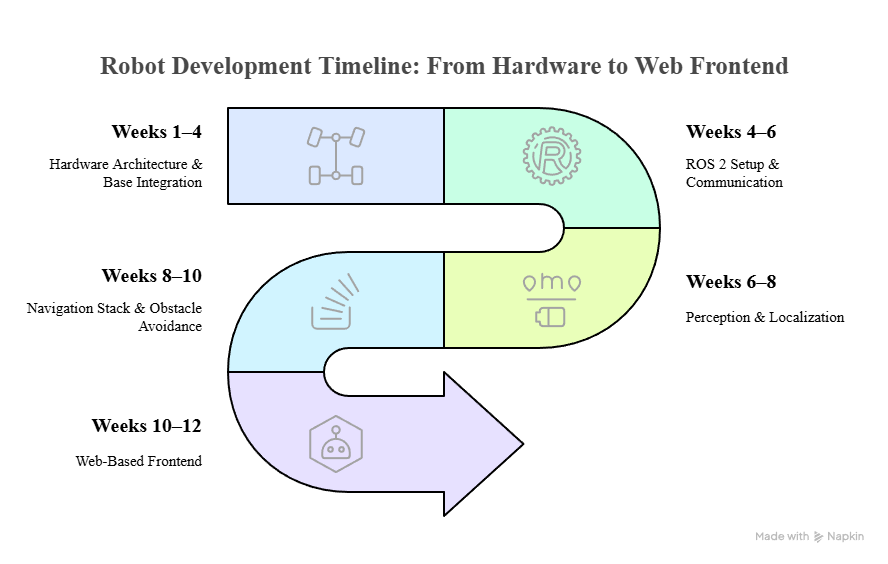 Robot Development Timeline: From Hardware to Web Frontend
Weeks 1–4
Hardware Architecture &
Base Integration
Weeks 4–6
ROS 2 Setup &
Communication
Weeks 6–8
Perception & Localization
Weeks 8–10
Navigation Stack & Obstacle
Avoidance
Weeks 10–12
Web-Based Frontend
Made with Napkin